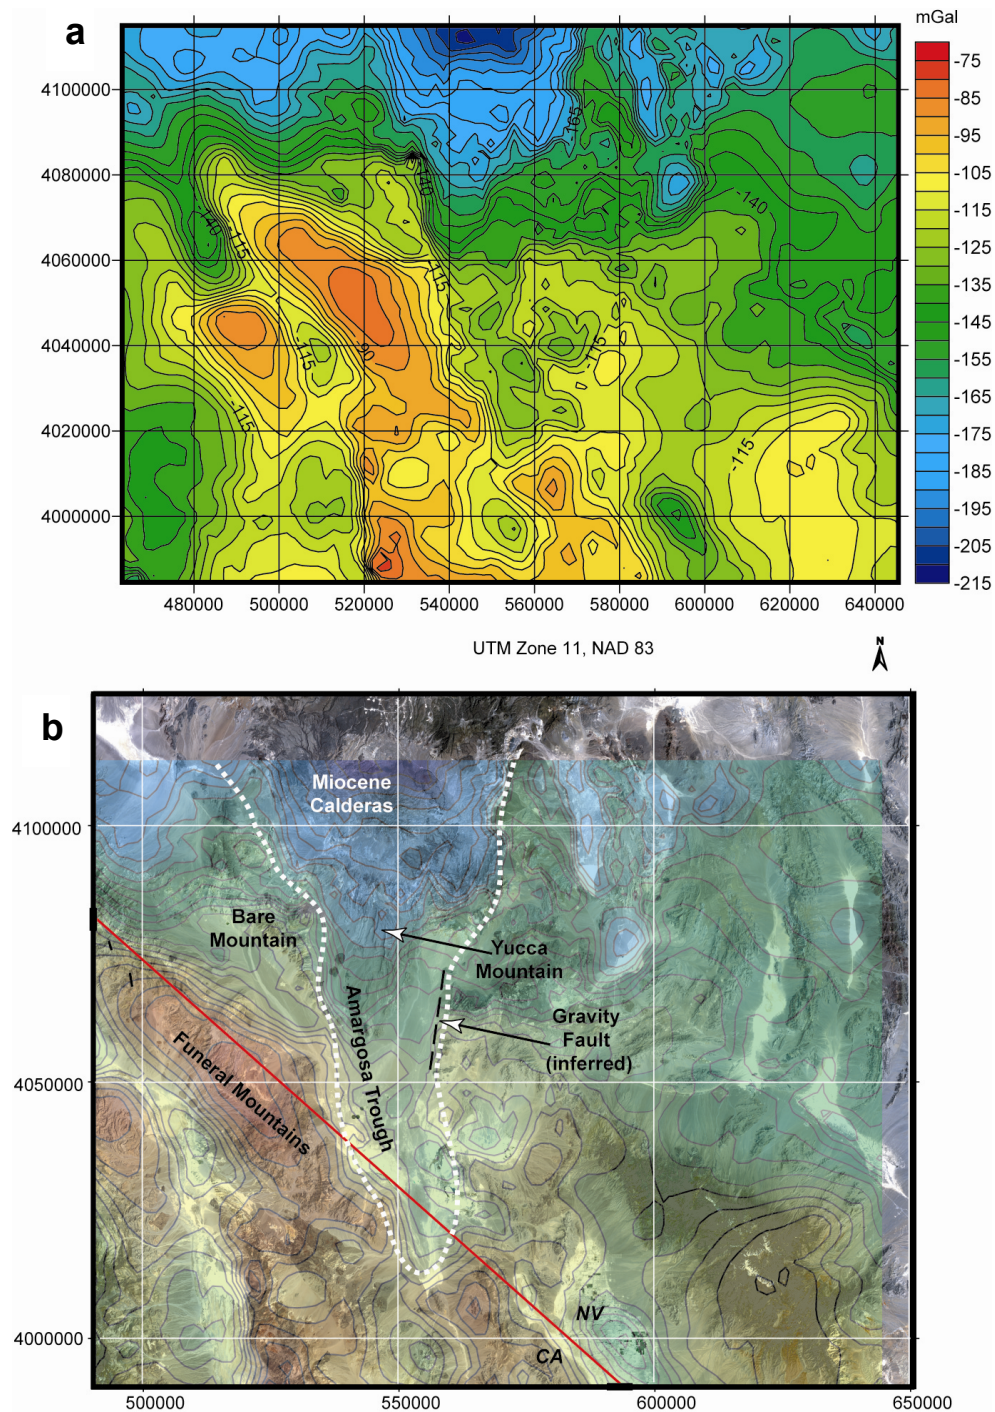 a
mGal
-75
-85
-95
-105
-115
-125
-135
-145
-155
-165
-175
-185
-195
-205
-215
4100000
4080000
4060000
4040000
4020000
4000000
-165
-140
-140
-140
-115
-115
-115
-90
-115
-115
-115
480000 500000 520000 540000 560000 580000 600000 620000 640000
UTM Zone 11, NAD 83
N
b
Miocene
Calderas
4100000
Bare
Mountain
Yucca
Mountain
Amargosa Trough
Gravity
Fault
(inferred)
Funeral Mountains
4050000
NV
CA
4000000
500000 550000 600000 650000